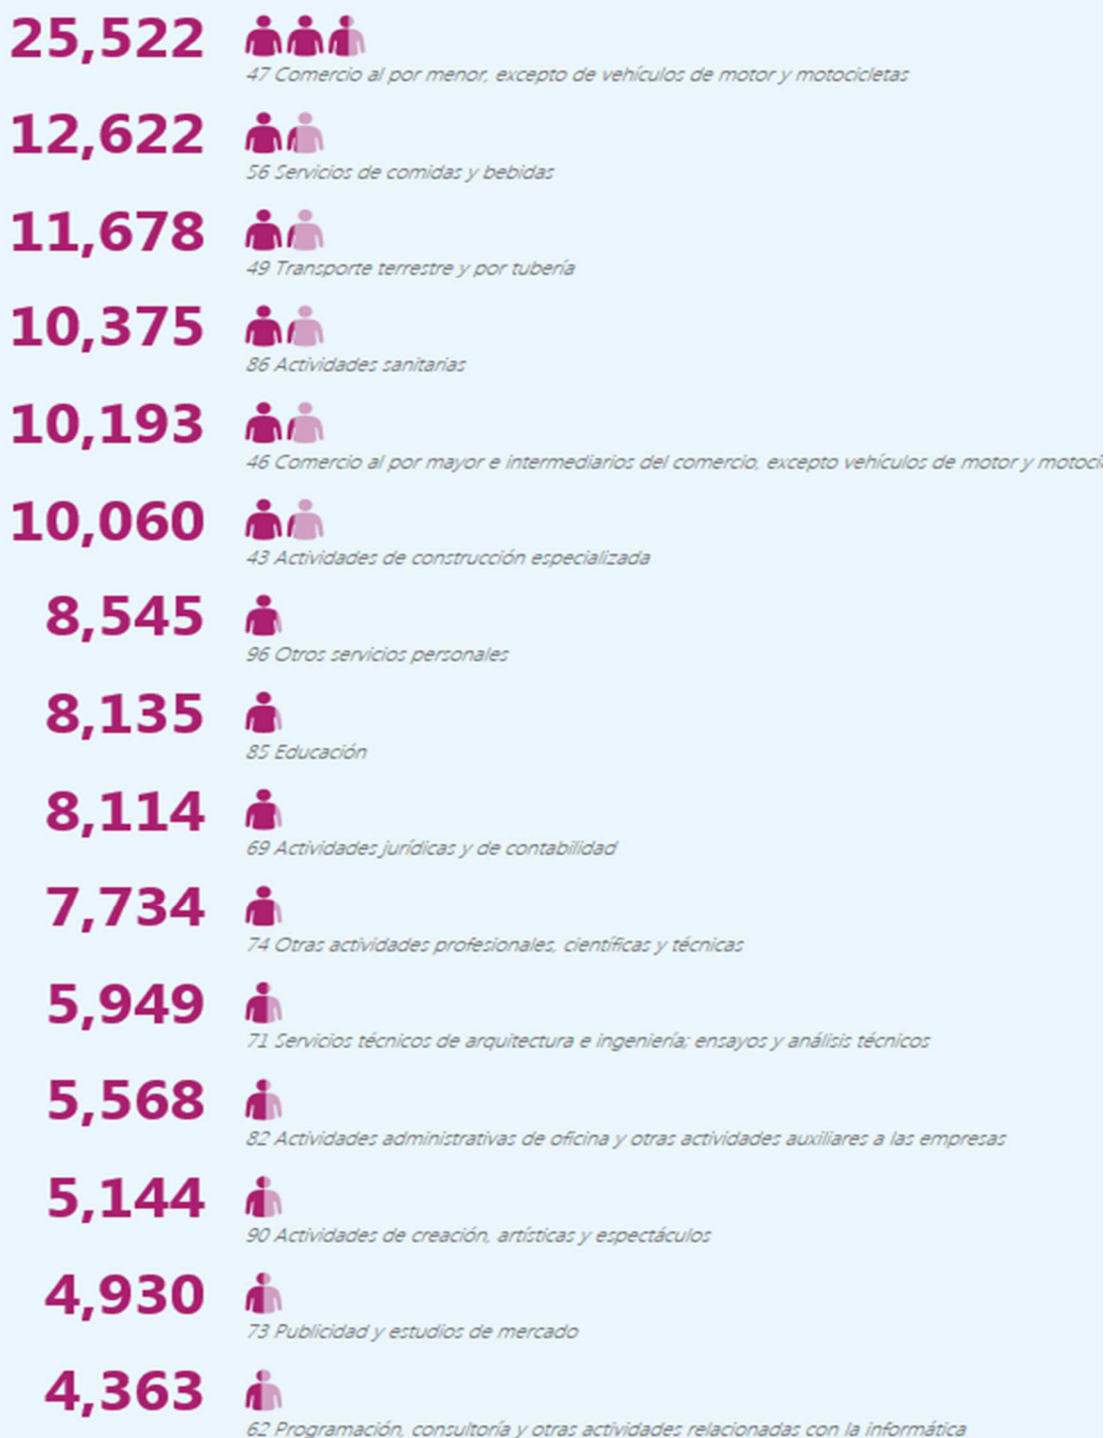 25,522
47 Comercio al por menor, excepto de vehículos de motor y motocicletas
12,622
56 Servicios de comidas y bebidas
11,678
49 Transporte terrestre y por tubería
10,375
86 Actividades sanitarias
10,193
46 Comercio al por mayor e intermediarios del comercio, excepto vehículos de motor y
10,060
43 Actividades de construcción especializada
8,545
96 Otros servicios personales
8,135
85 Educación
8,114
69 Actividades jurídicas y de contabilidad
7,734
74 Otras actividades profesionales, científicas y técnicas
5,949
71 Servicios técnicos de arquitectura e ingeniería; ensayos y análisis técnicos
5,568
82 Actividades administrativas de oficina y otras actividades auxiliares a las empresas
5,144
90 Actividades de creación, artísticas y espectáculos
4,930
73 Publicidad y estudios de mercado
4,363
62 Programación, consultoría y otras actividades relacionadas con la informática